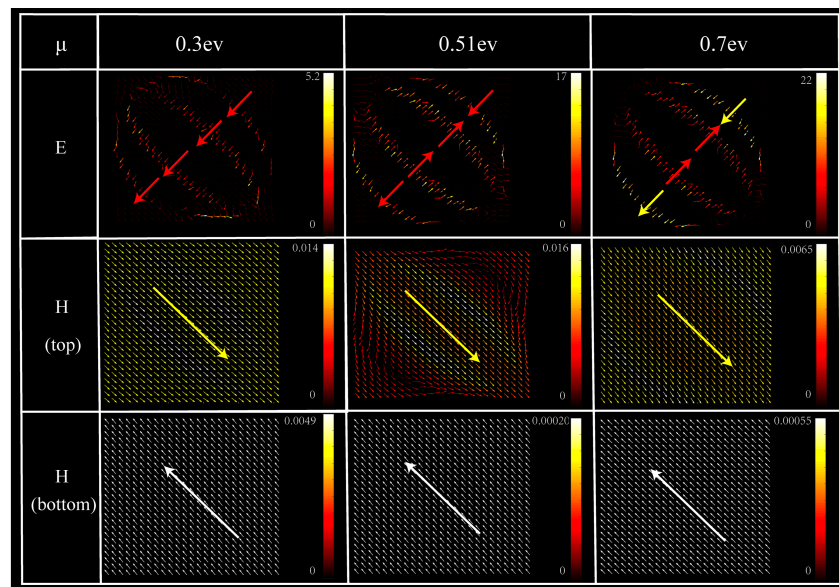 μ 0.3ev 0.51ev 0.7ev
E 5.2 0 17 0 22 0
H (top) 0.014 0 0.016 0 0.0065 0
H (bottom) 0.0049 0 0.00020 0 0.00055 0